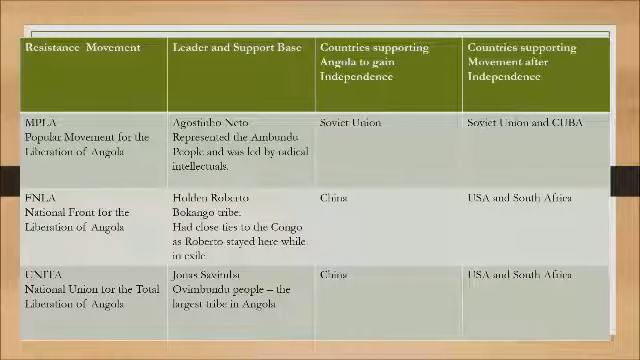 Resistance Movement
Leader and Support Base
Countries supporting
Angola to gain
Independence
Countries supporting
Movement after
Independence
MPLA
Popular Movement for the
Liberation of Angola
Agostinho Neto
Represented the Ambundu
People and was led by radical
intellectuals.
Soviet Union
Soviet Union and CUBA
FNLA
National Front for the
Liberation of Angola
Holden Roberto
Bokango tribe.
Had close ties to the Congo
as Roberto stayed here while
in exile
China
USA and South Africa
UNITA
National Union for the Total
Liberation of Angola
Jonas Savimba
Ovimbundu people – the
largest tribe in Angola
China
USA and South Africa